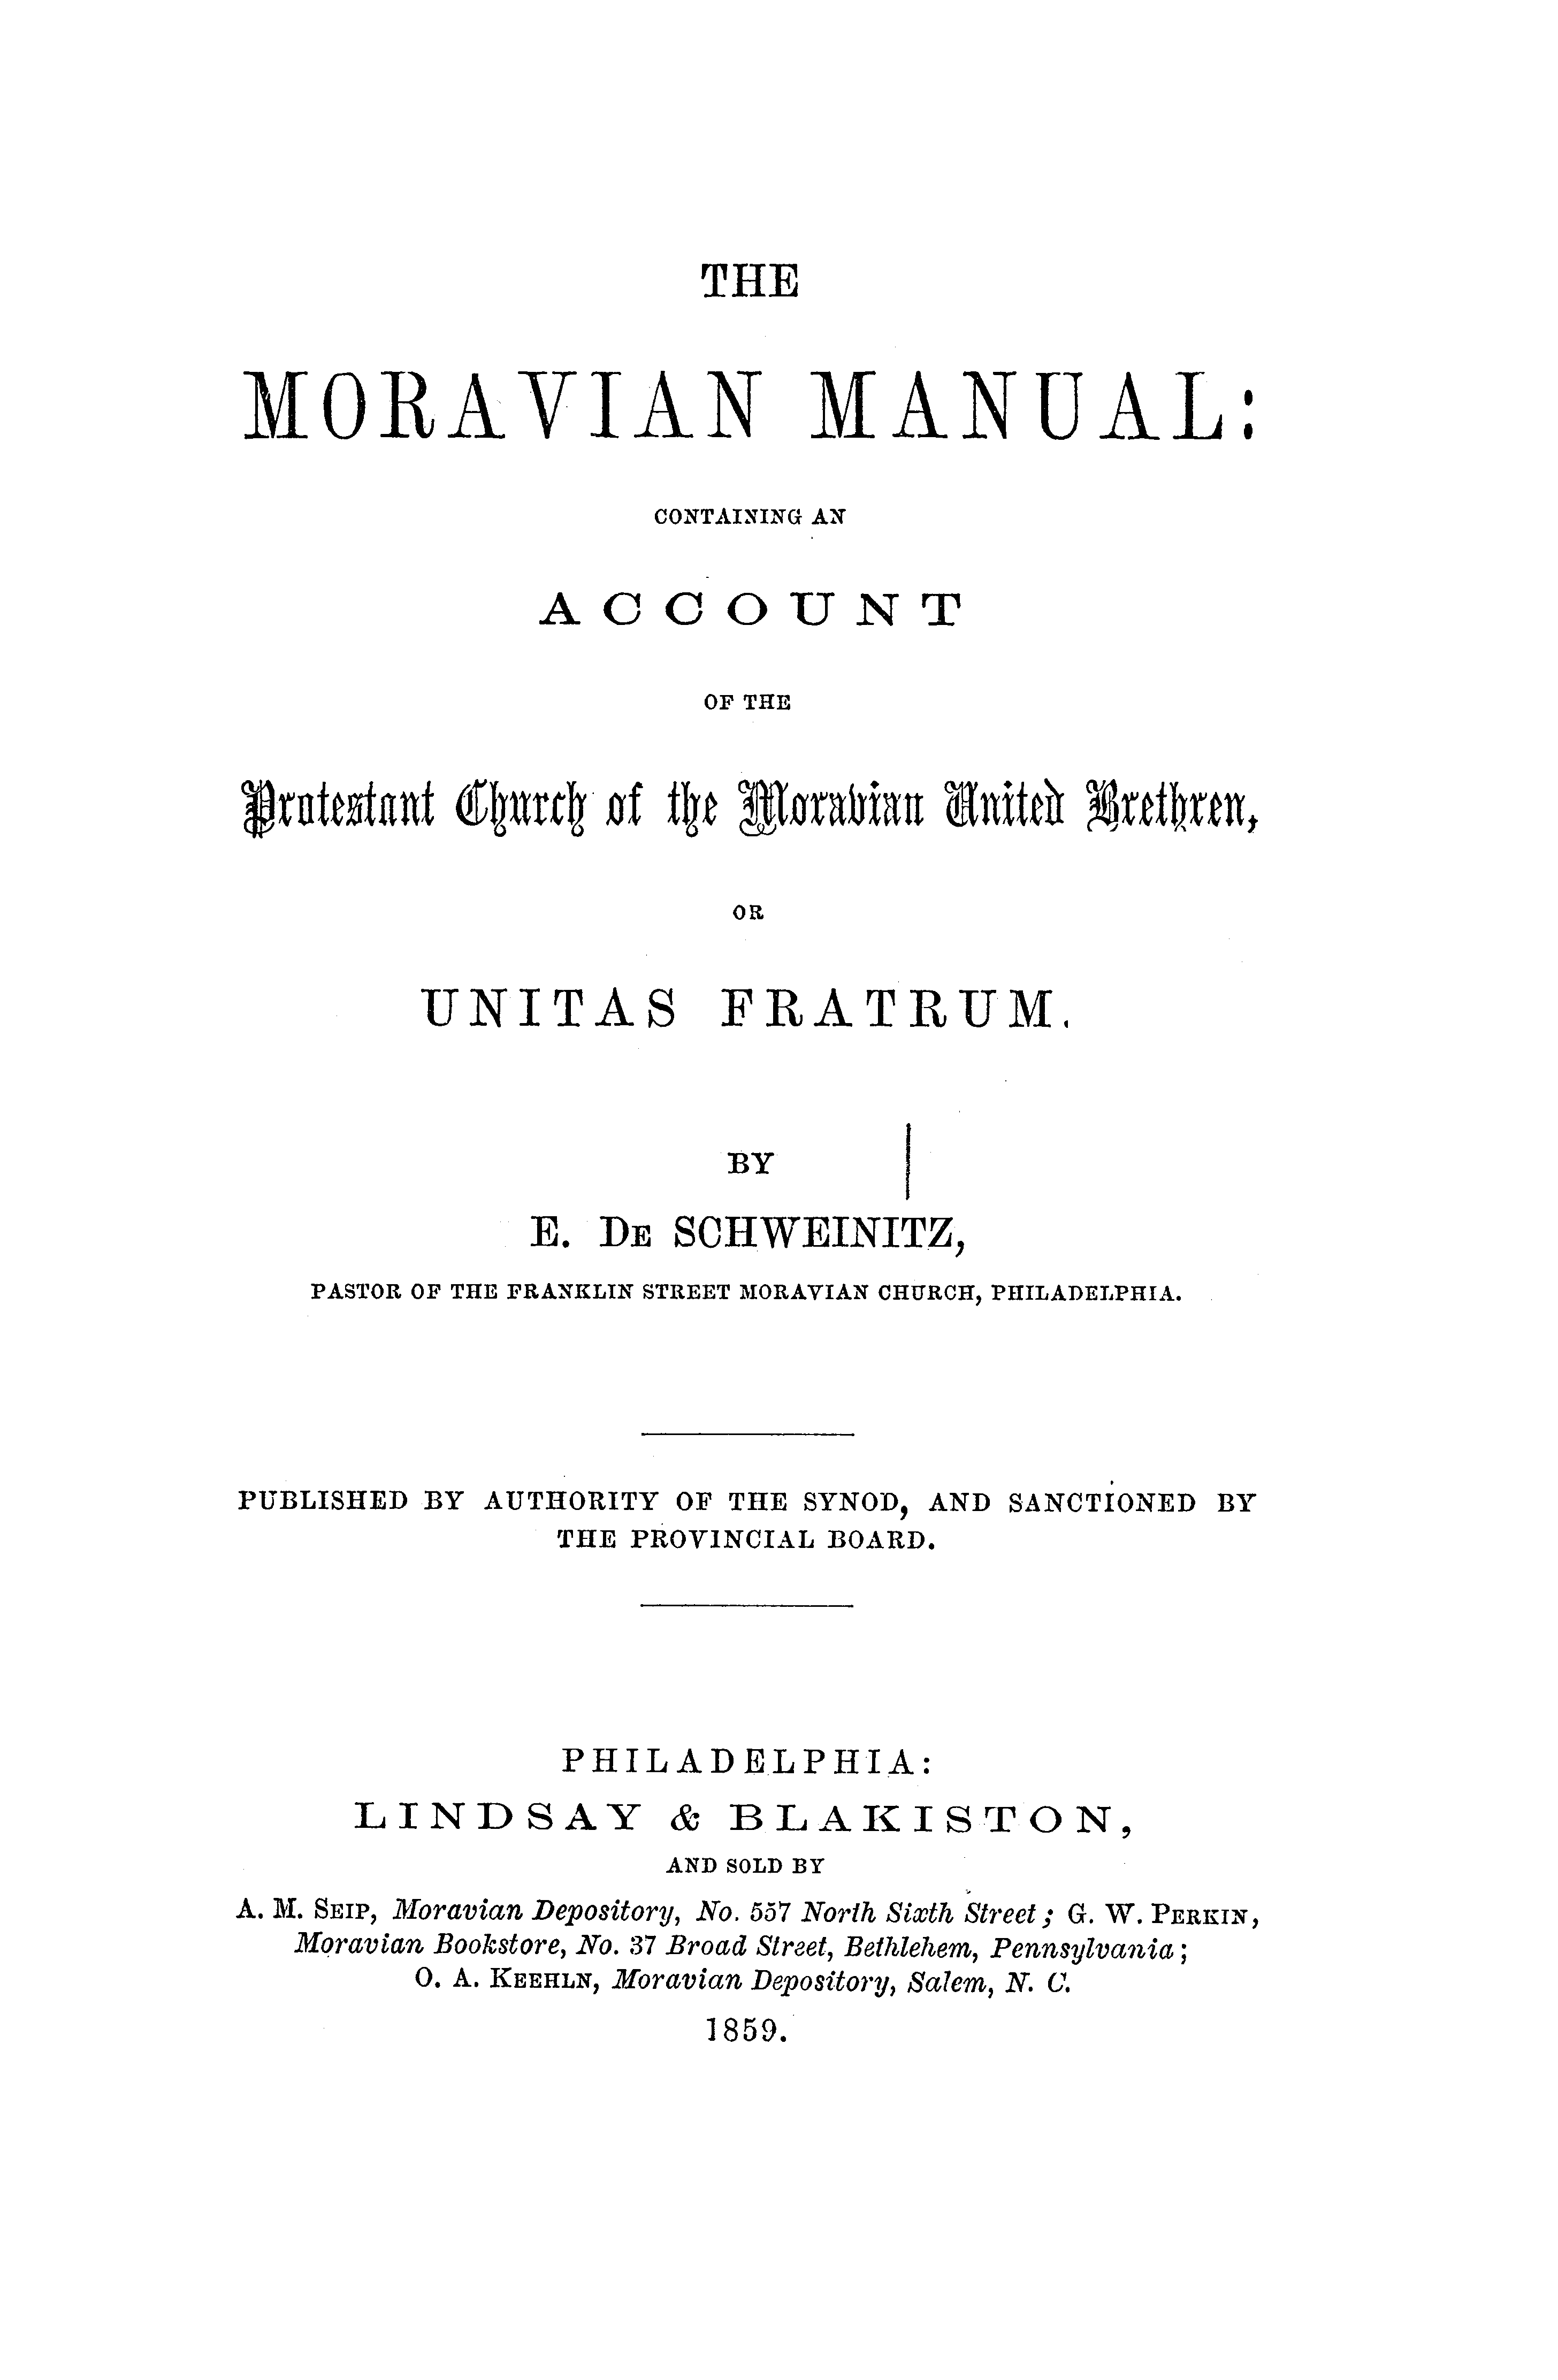 THE
MORAVIAN MANUAL:
CONTAINING AN
ACCOUNT
OF THE
Protestant Church of the Moravian United Brethren,
OR
UNITAS FRATRUM.
BY
E. DE SCHWEINITZ,
PASTOR OF THE FRANKLIN STREET MORAVIAN CHURCH, PHILADELPHIA.
PUBLISHED BY AUTHORITY OF THE SYNOD, AND SANCTIONED BY
THE PROVINCIAL BOARD.
PHILADELPHIA:
LINDSAY & BLAKISTON,
AND SOLD BY
A. M. SEIP, Moravian Depository, No. 557 North Sixth Street; G. W. PERKIN,
Moravian Bookstore, No. 37 Broad Street, Bethlehem, Pennsylvania;
O. A. KEEHLN, Moravian Depository, Salem, N. C.
1859.